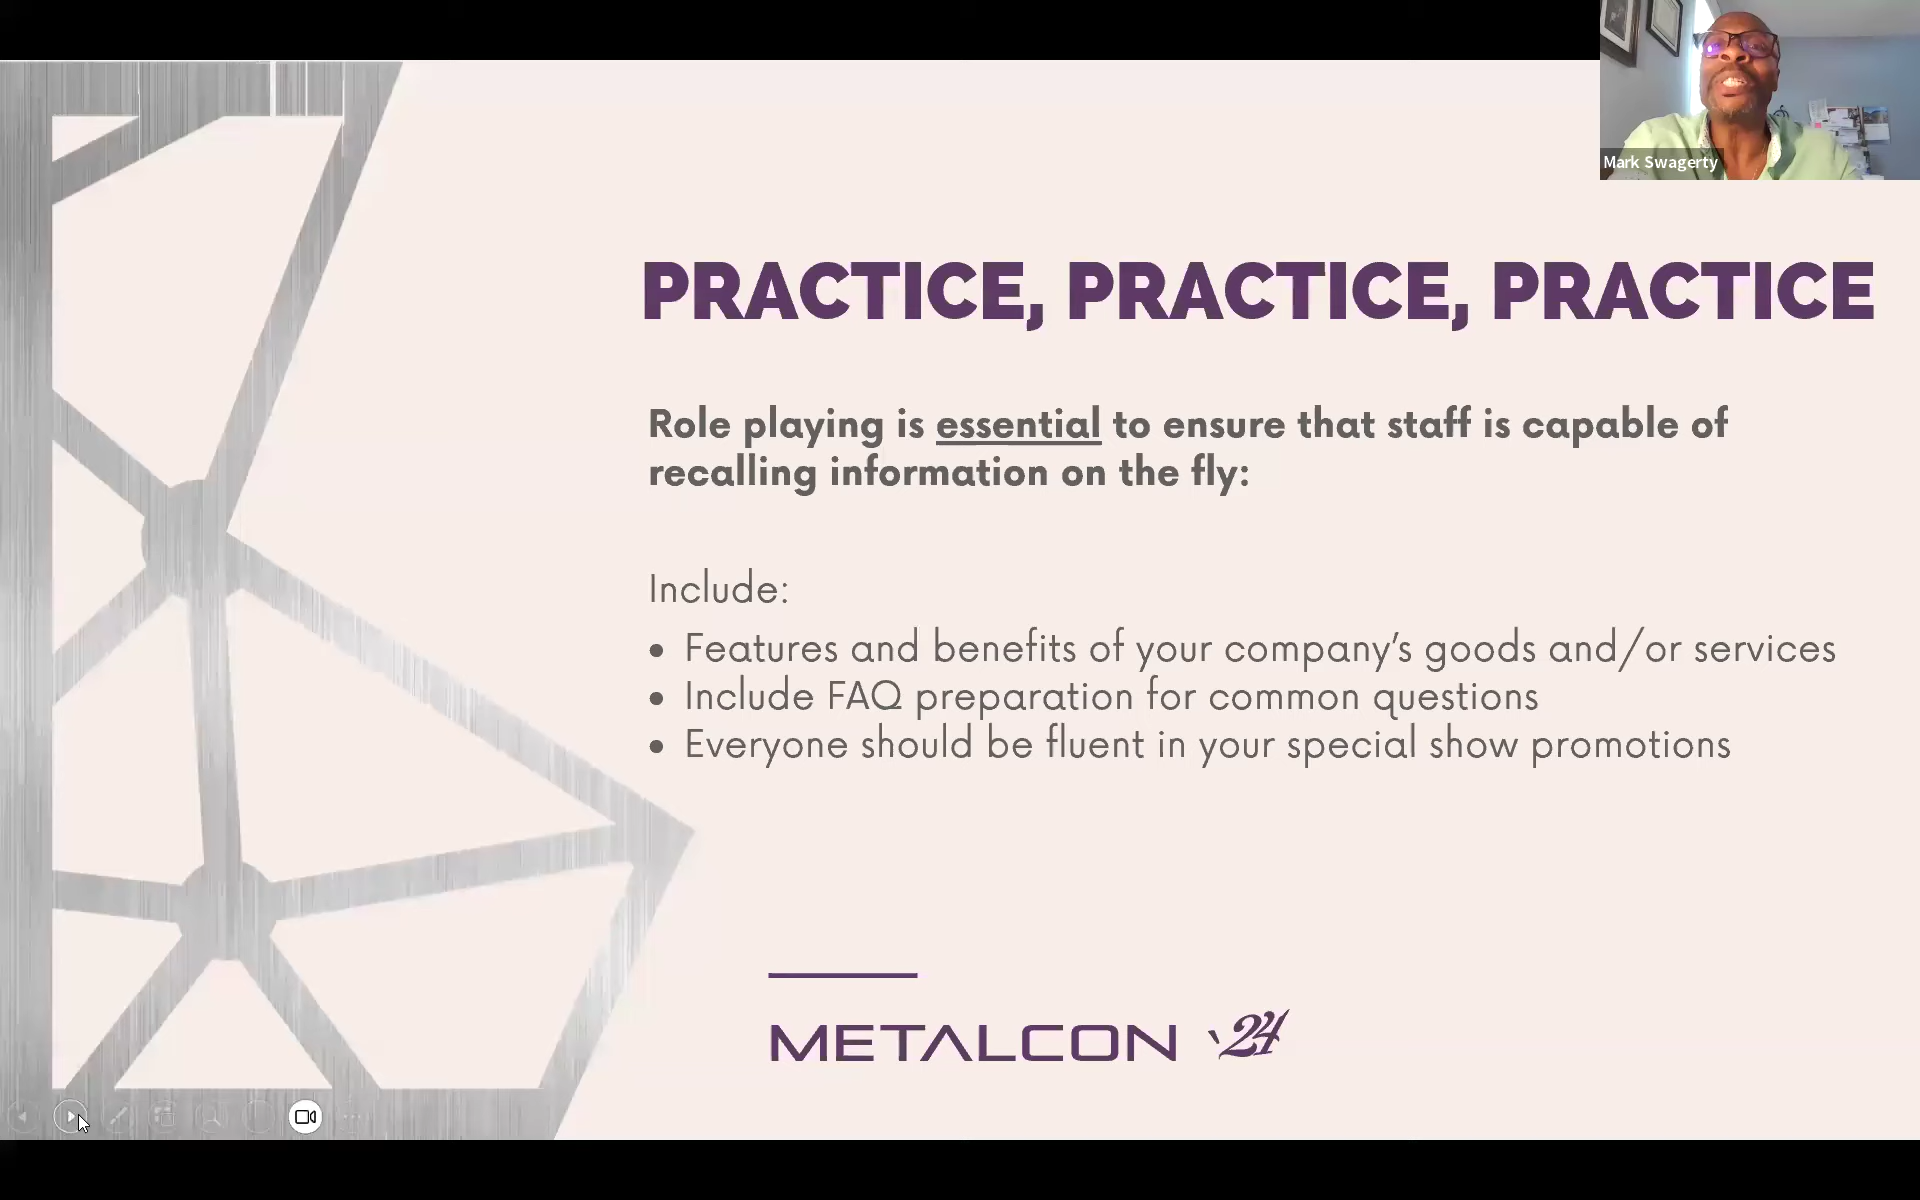 Mark Swagerty
PRACTICE, PRACTICE, PRACTICE
Role playing is essential to ensure that staff is capable of
recalling information on the fly:
Include:
• Features and benefits of your company’s goods and/or services
• Include FAQ preparation for common questions
• Everyone should be fluent in your special show promotions
METALCON ‵24